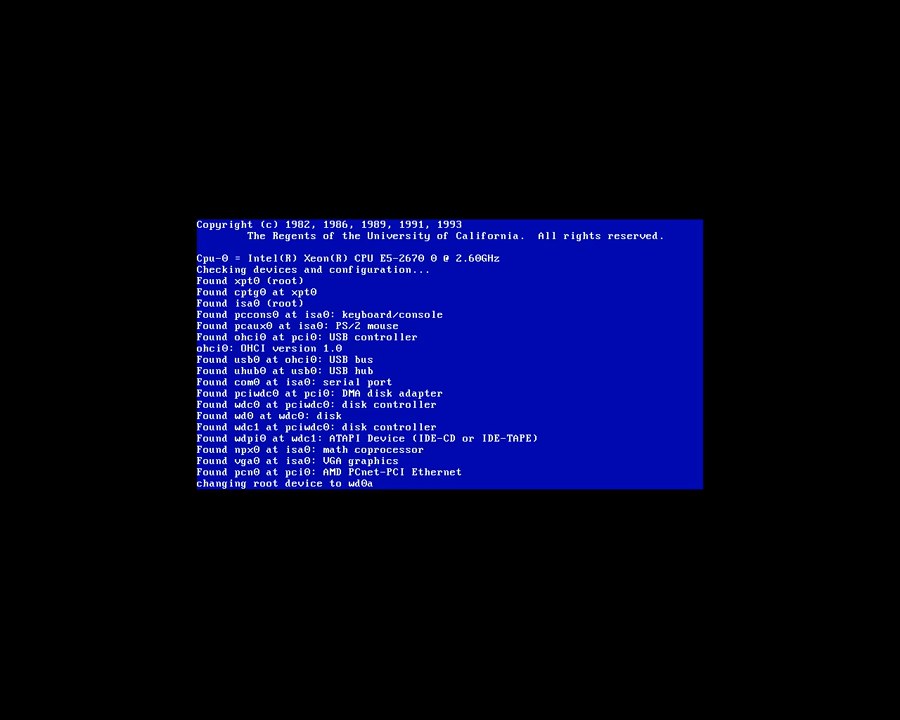 Copyright (c) 1982, 1986, 1989, 1991, 1993
The Regents of the University of California.  All rights reserved.
Cpu-0 = Intel(R) Xeon(R) CPU E5-2670 0 @ 2.60GHz
Checking devices and configuration...
Found xpt0 (root)
Found cptg0 at xpt0
Found isa0 (root)
Found pccons0 at isa0: keyboard/console
Found pcaux0 at isa0: PS/2 mouse
Found ohci0 at pci0: USB controller
ohci0: OHCI version 1.0
Found usb0 at ohci0: USB bus
Found uhub0 at usb0: USB hub
Found com0 at isa0: serial port
Found pciwdc0 at pci0: DMA disk adapter
Found wdc0 at pciwdc0: disk controller
Found wd0 at wdc0: disk
Found wdc1 at pciwdc0: disk controller
Found wdpi0 at wdc1: ATAPI Device (IDE-CD or IDE-TAPE)
Found npx0 at isa0: math coprocessor
Found vga0 at isa0: VGA graphics
Found pcn0 at pci0: AMD PCnet-PCI Ethernet
changing root device to wd0a